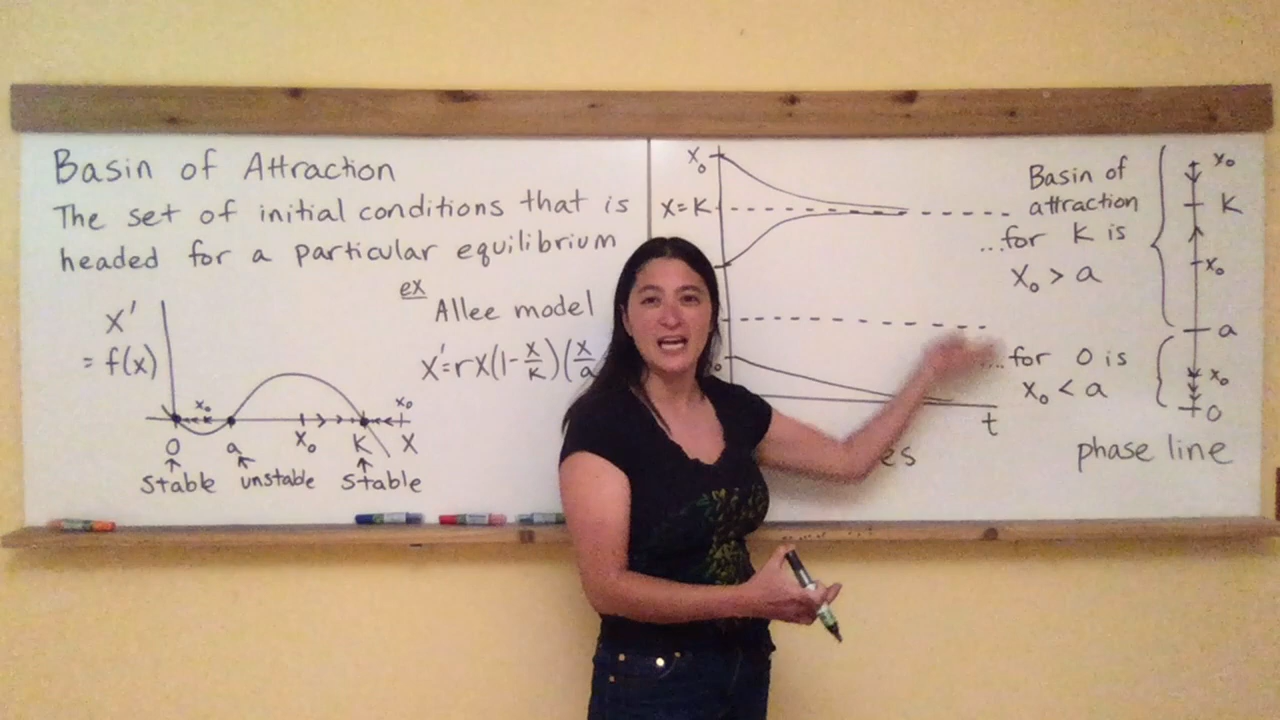 Basin of Attraction
The set of initial conditions that is
headed for a particular equilibrium
ex
Allee model
X'=rX(1-X/K)(X/a
X'
= f(x)
X₀
X₀
0
a
X₀
K
X
stable
unstable
stable
X₀
X=K
t
Basin of
attraction
...for K is
X₀ > a
...for 0 is
X₀ < a
X₀
K
X₀
a
X₀
0
phase line